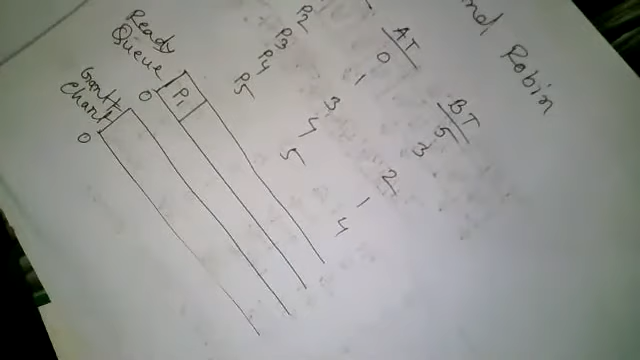 nd Robin
AT BT
0 5
P2 1 3
P3 3 2
P4 4 1
P5 5 4
Ready
Queue
0 P1
Gantt
Chart
0